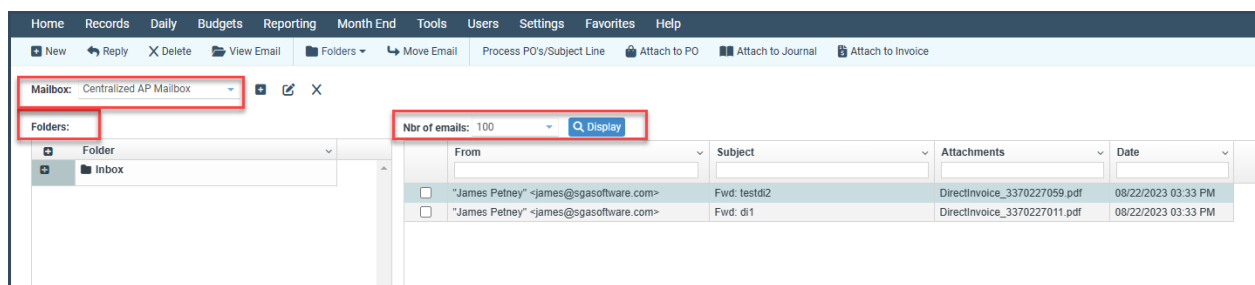 Home Records Daily Budgets Reporting Month End Tools Users Settings Favorites Help
New Reply Delete View Email Folders Move Email Process PO's/Subject Line Attach to PO Attach to Journal Attach to Invoice
Mailbox: Centralized AP Mailbox
Folders:
Nbr of emails: 100 Display
Folder
Inbox
From Subject Attachments Date
"James Petney" <james@sgasoftware.com> Fwd: testdi2 DirectInvoice_3370227059.pdf 08/22/2023 03:33 PM
"James Petney" <james@sgasoftware.com> Fwd: di1 DirectInvoice_3370227011.pdf 08/22/2023 03:33 PM